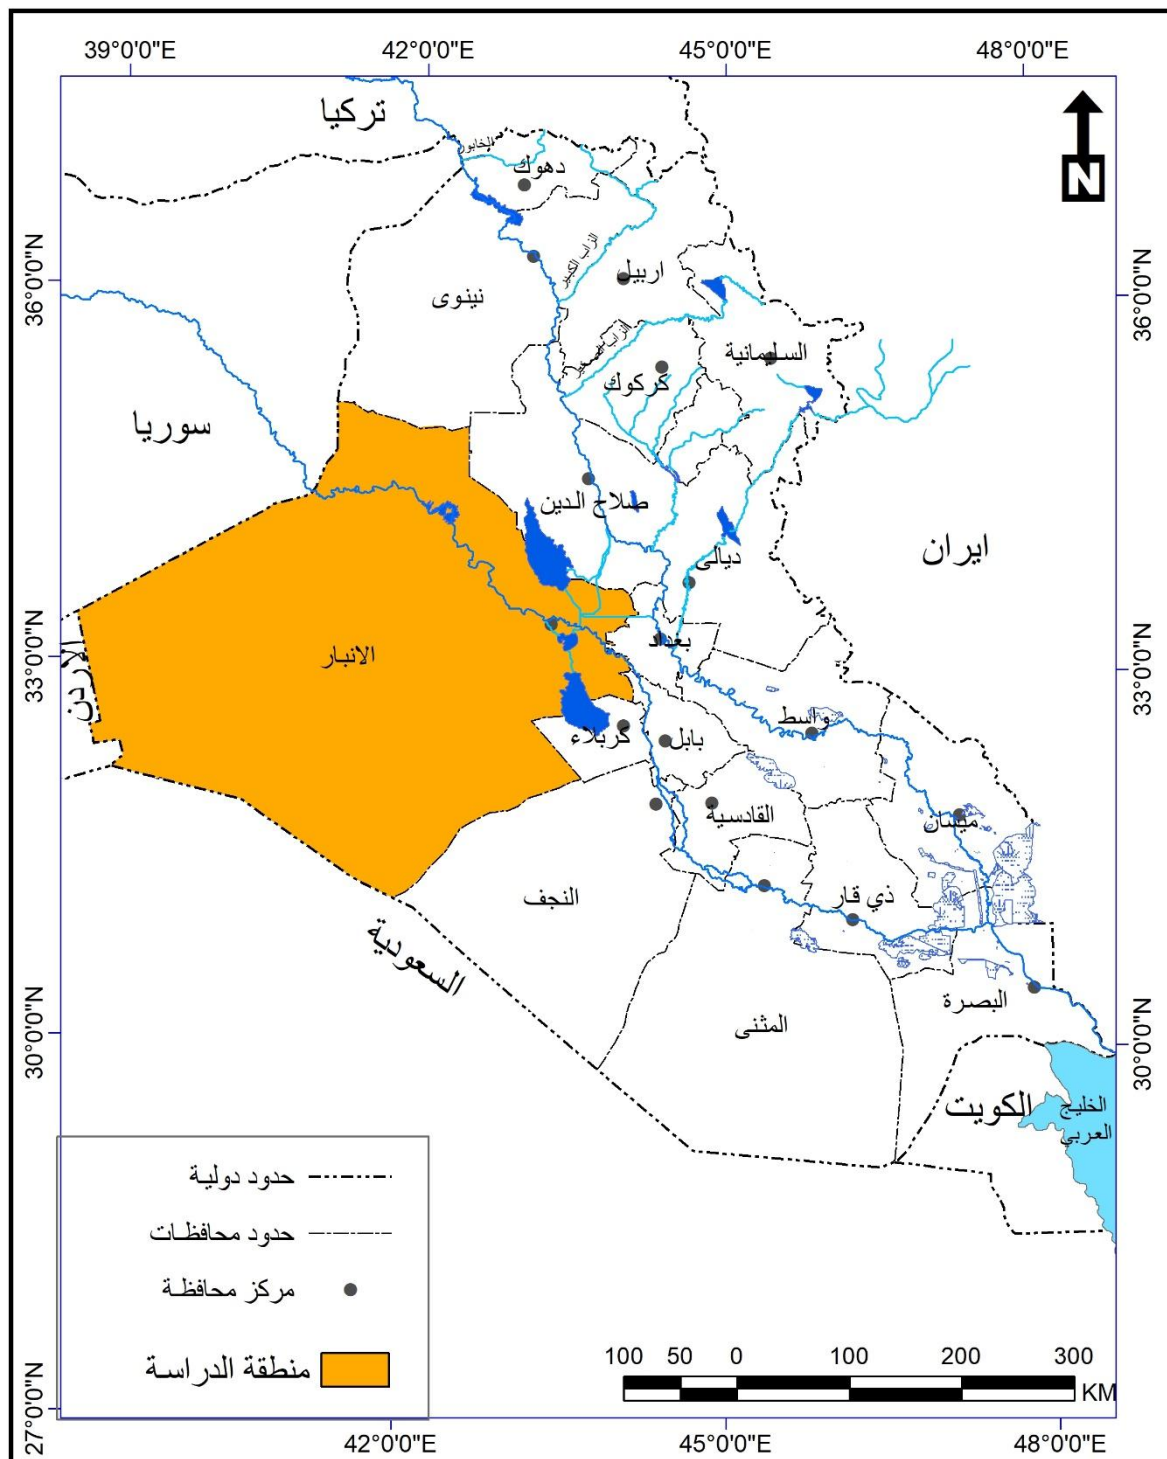 39°0'0"E 42°0'0"E 45°0'0"E 48°0'0"E
تركيا
الخابور
دهوك
36°0'0"N
36°0'0"N
الزاب الكبير
اربيل
نينوى
السليمانية
كركوك
سوريا
صلاح الدين
ايران
ديالى
33°0'0"N
33°0'0"N
الاردن
الانبار
بغداد
واسط
كربلاء
بابل
القادسية
ميسان
النجف
ذي قار
السعودية
البصرة
المثنى
30°0'0"N
30°0'0"N
الكويت
الخليج
العربي
حدود دولية
حدود محافظات
مركز محافظة
منطقة الدراسة
100 50 0 100 200 300
KM
27°0'0"N
42°0'0"E 45°0'0"E 48°0'0"E
N